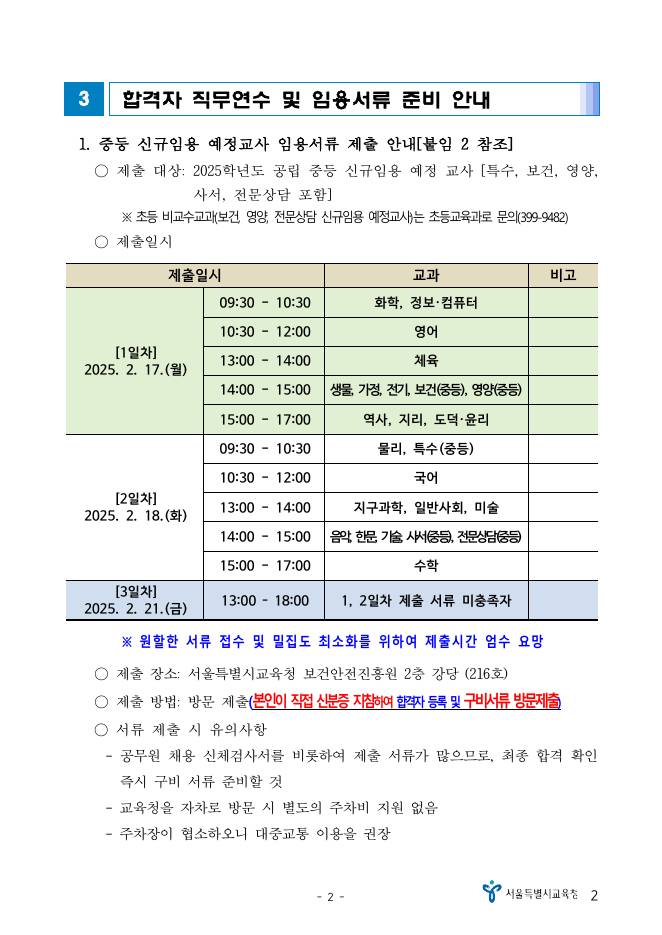 3 합격자 직무연수 및 임용서류 준비 안내
1. 중등 신규임용 예정교사 임용서류 제출 안내[붙임 2 참조]
○ 제출 대상: 2025학년도 공립 중등 신규임용 예정 교사 [특수, 보건, 영양,
사서, 전문상담 포함]
※ 초등 비교수교과(보건, 영양, 전문상담 신규임용 예정교사)는 초등교육과로 문의(399-9482)
○ 제출일시
제출일시 교과 비고
[1일차]
2025. 2. 17.(월)
09:30 - 10:30 화학, 정보·컴퓨터
10:30 - 12:00 영어
13:00 - 14:00 체육
14:00 - 15:00 생물, 가정, 전기, 보건(중등), 영양(중등)
15:00 - 17:00 역사, 지리, 도덕·윤리
[2일차]
2025. 2. 18.(화)
09:30 - 10:30 물리, 특수(중등)
10:30 - 12:00 국어
13:00 - 14:00 지구과학, 일반사회, 미술
14:00 - 15:00 음악, 한문, 기술, 사서(중등), 전문상담(중등)
15:00 - 17:00 수학
[3일차]
2025. 2. 21.(금)
13:00 - 18:00 1, 2일차 제출 서류 미충족자
※ 원할한 서류 접수 및 밀집도 최소화를 위하여 제출시간 엄수 요망
○ 제출 장소: 서울특별시교육청 보건안전진흥원 2층 강당 (216호)
○ 제출 방법: 방문 제출(본인이 직접 신분증 지참하여 합격자 등록 및 구비서류 방문제출)
○ 서류 제출 시 유의사항
- 공무원 채용 신체검사서를 비롯하여 제출 서류가 많으므로, 최종 합격 확인
즉시 구비 서류 준비할 것
- 교육청을 자차로 방문 시 별도의 주차비 지원 없음
- 주차장이 협소하오니 대중교통 이용을 권장
- 2 -
서울특별시교육청 2